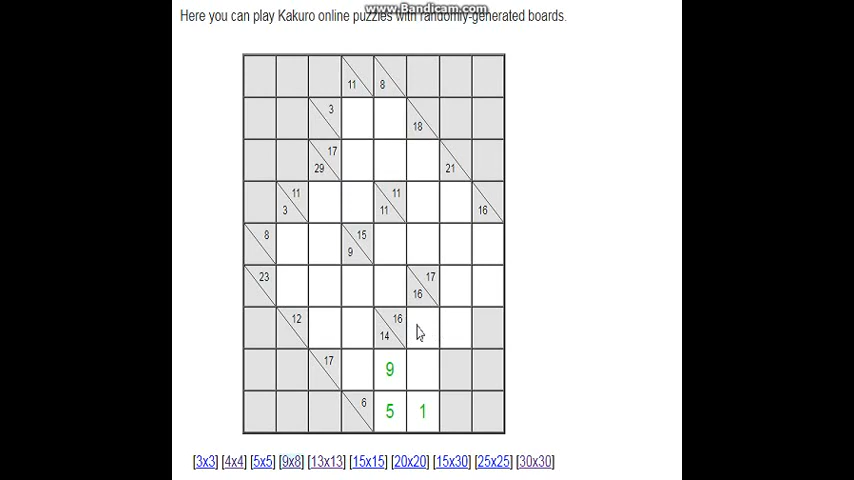 www.Bandicam.com
Here you can play Kakuro online puzzles with randomly-generated boards.
11 8
3
18
17
29 21
11 11
3 11 16
8 15
9
23 17
16
12 16
14
17 9
6 5 1
[3x3] [4x4] [5x5] [9x8] [13x13] [15x15] [20x20] [15x30] [25x25] [30x30]